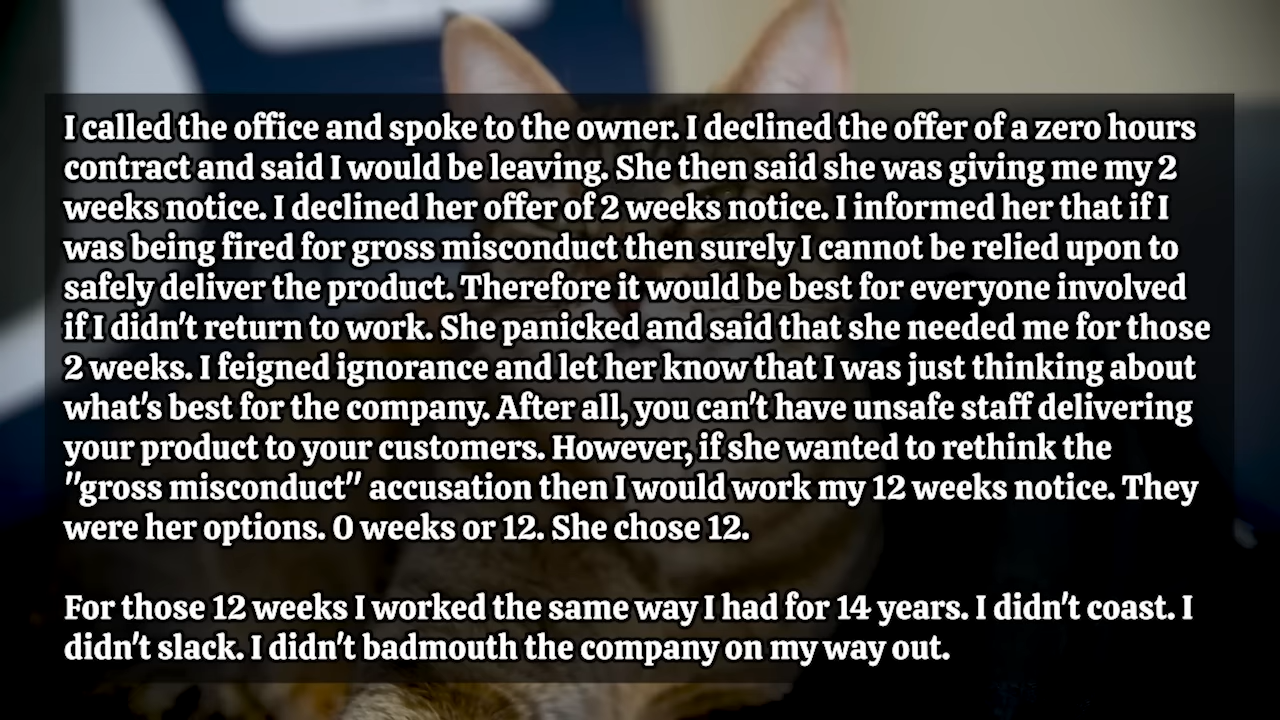 I called the office and spoke to the owner. I declined the offer of a zero hours
contract and said I would be leaving. She then said she was giving me my 2
weeks notice. I declined her offer of 2 weeks notice. I informed her that if I
was being fired for gross misconduct then surely I cannot be relied upon to
safely deliver the product. Therefore it would be best for everyone involved
if I didn't return to work. She panicked and said that she needed me for those
2 weeks. I feigned ignorance and let her know that I was just thinking about
what's best for the company. After all, you can't have unsafe staff delivering
your product to your customers. However, if she wanted to rethink the
"gross misconduct" accusation then I would work my 12 weeks notice. They
were her options. 0 weeks or 12. She chose 12.
For those 12 weeks I worked the same way I had for 14 years. I didn't coast. I
didn't slack. I didn't badmouth the company on my way out.